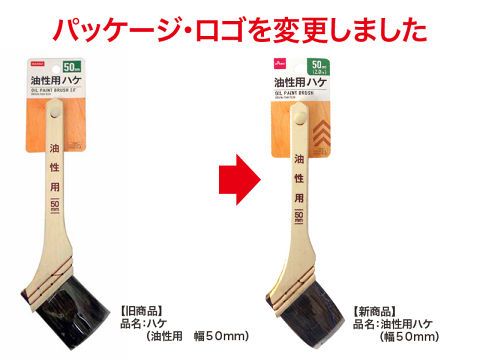 パッケージ・ロゴを変更しました
50mm
油性用ハケ
OIL PAINT BRUSH
油性用
50mm
【旧商品】
品名:ハケ
(油性用 幅50mm)
50mm
油性用ハケ
OIL PAINT BRUSH
油性用
50mm
【新商品】
品名:油性用ハケ
(幅50mm)